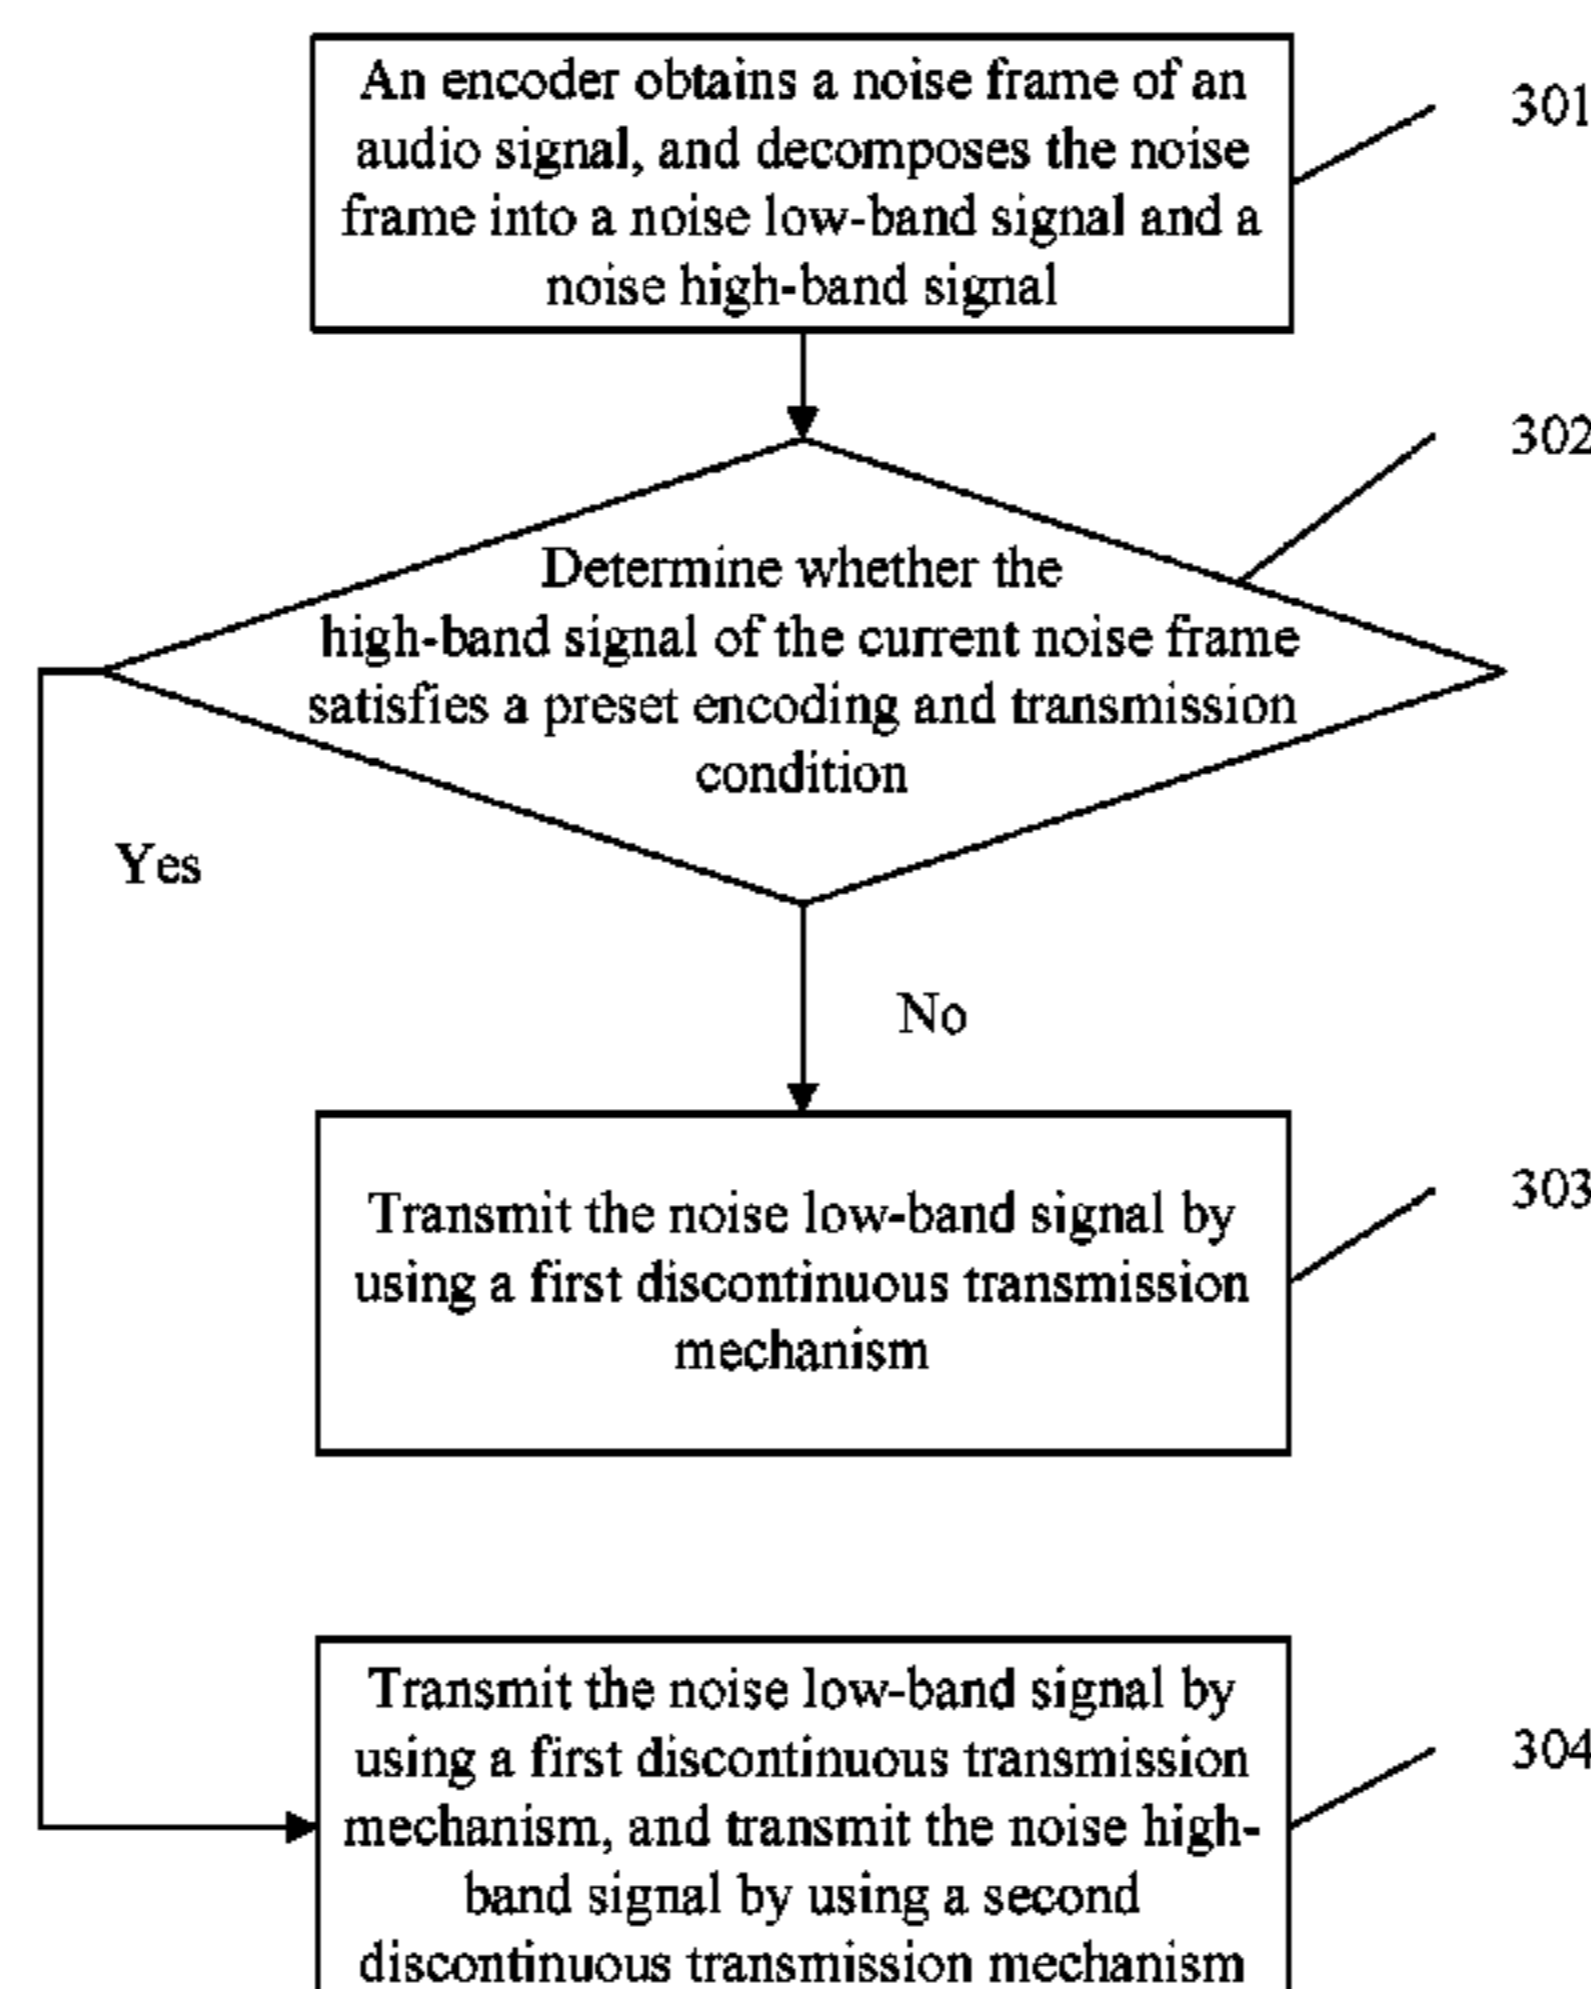 An encoder obtains a noise frame of an
audio signal, and decomposes the noise
frame into a noise low-band signal and a
noise high-band signal
301
302
Determine whether the
high-band signal of the current noise frame
satisfies a preset encoding and transmission
condition
Yes
No
Transmit the noise low-band signal by
using a first discontinuous transmission
mechanism
303
Transmit the noise low-band signal by
using a first discontinuous transmission
mechanism, and transmit the noise high-
band signal by using a second
discontinuous transmission mechanism
304